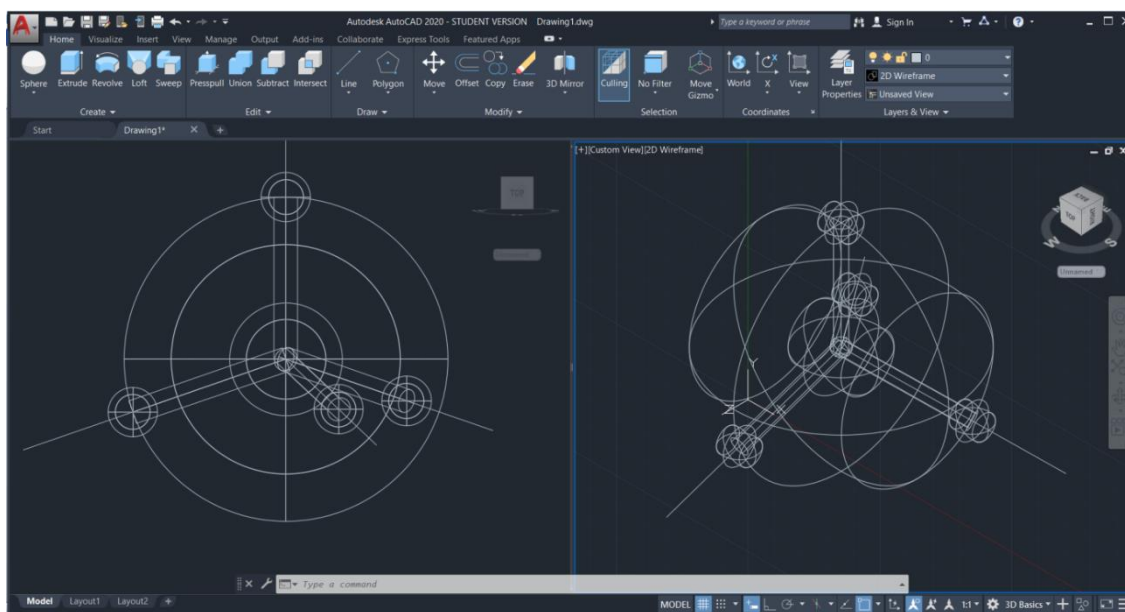 Autodesk AutoCAD 2020 - STUDENT VERSION Drawing1.dwg
Type a keyword or phrase
Sign In
Home Visualize Insert View Manage Output Add-ins Collaborate Express Tools Featured Apps
Sphere Extrude Revolve Loft Sweep Presspull Union Subtract Intersect Line Polygon Move Offset Copy Erase 3D Mirror Culling No Filter Move Gizmo World X View Layer Properties
0
2D Wireframe
Unsaved View
Create Edit Draw Modify Selection Coordinates Layers & View
Start Drawing1*
[+][Custom View][2D Wireframe]
TOP
TOP
W S
Unnamed
Y
X
Z
Type a command
Model Layout1 Layout2
MODEL 1:1 3D Basics